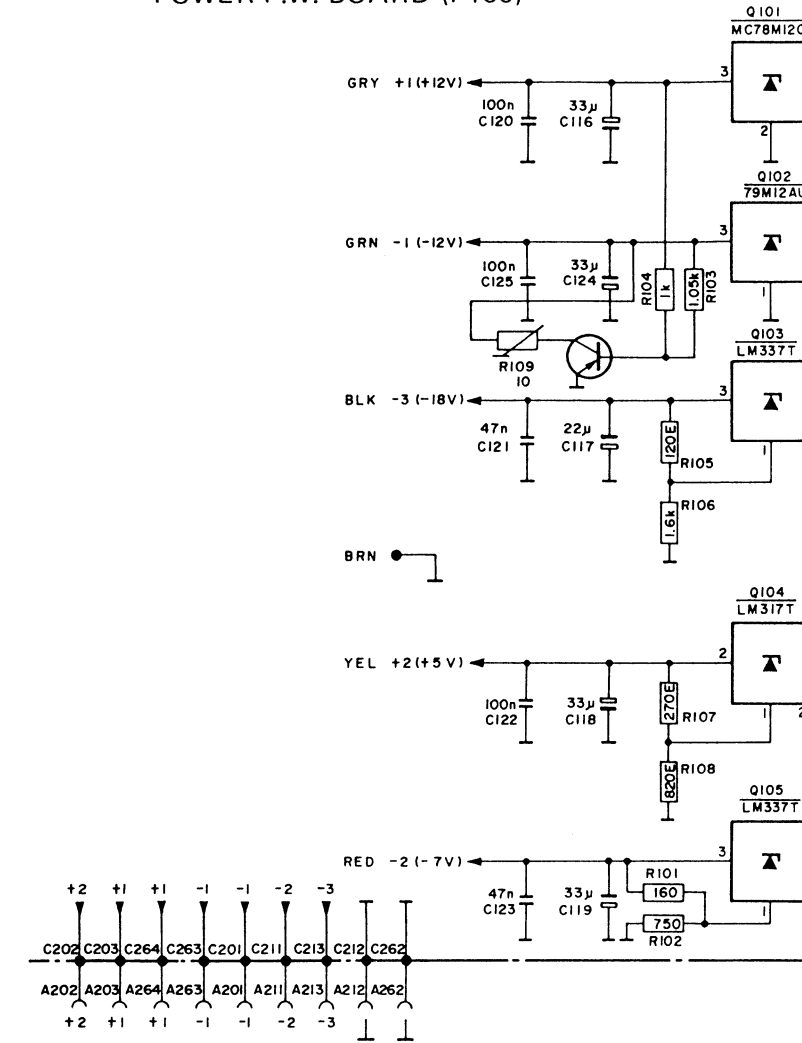 Q101
MC78M12C
GRY +1(+12V)
3
100n
C120
33µ
C116
2
Q102
79M12AU
GRN -1(-12V)
3
100n
C125
33µ
C124
R104
1k
1.05k
R103
1
R109
10
Q103
LM337T
BLK -3(-18V)
3
47n
C121
22µ
C117
120E
R105
1
1.6k
R106
BRN
Q104
LM317T
YEL +2(+5V)
2
100n
C122
33µ
C118
270E
R107
1
2
820E
R108
Q105
LM337T
RED -2(-7V)
3
47n
C123
33µ
C119
R101
160
750
R102
1
+2 +1 +1 -1 -1 -2 -3
C202 C203 C264 C263 C201 C211 C213 C212 C262
A202 A203 A264 A263 A201 A211 A213 A212 A262
+2 +1 +1 -1 -1 -2 -3